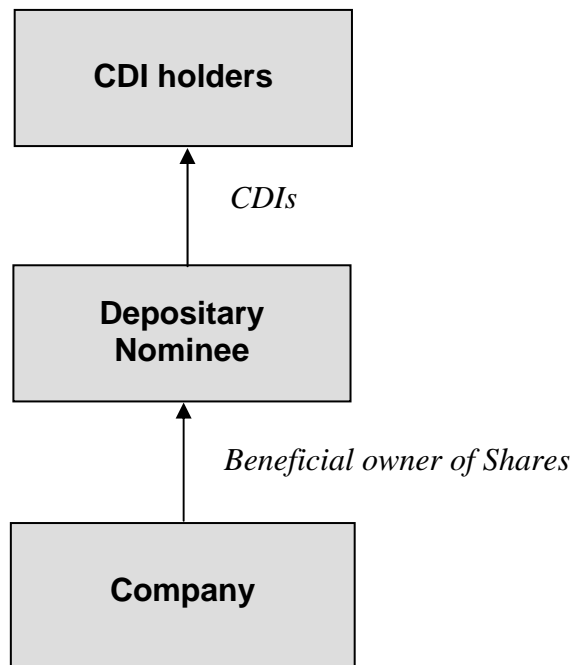 CDI holders
CDIs
Depositary
Nominee
Beneficial owner of Shares
Company